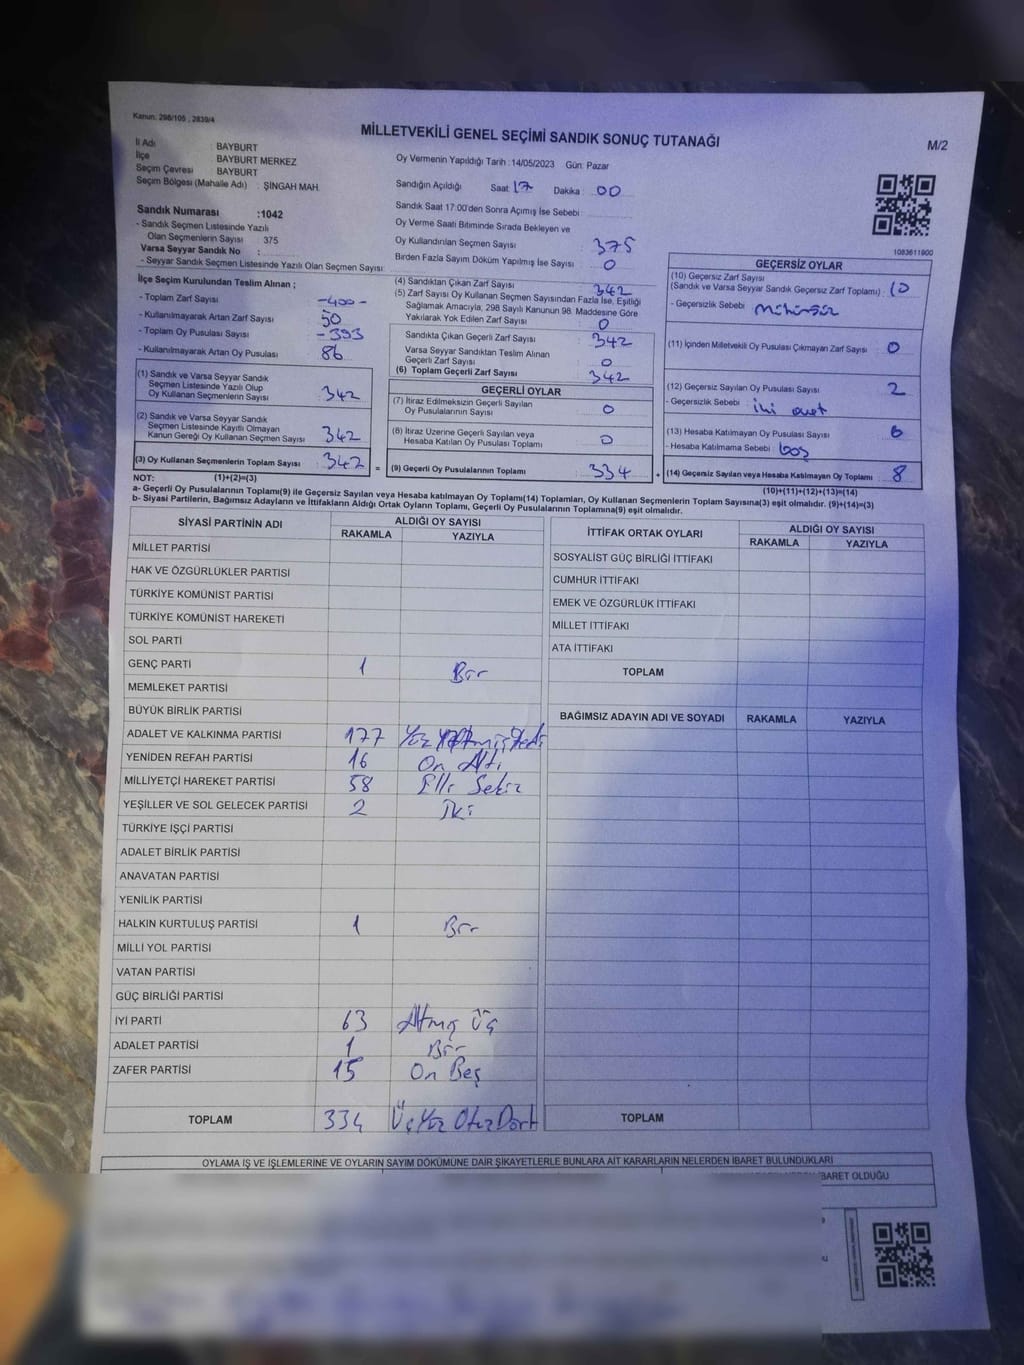 Kanun: 298/105 , 2839/4
MİLLETVEKİLİ GENEL SEÇİMİ SANDIK SONUÇ TUTANAĞI
M/2
İl Adı : BAYBURT
İlçe : BAYBURT MERKEZ
Seçim Çevresi : BAYBURT
Seçim Bölgesi (Mahalle Adı) : ŞİNGAH MAH.
Oy Vermenin Yapıldığı Tarih : 14/05/2023 Gün: Pazar
Sandığın Açıldığı Saat 17 Dakika : 00
Sandık Saat 17:00'den Sonra Açımış İse Sebebi
Oy Verme Saati Bitiminde Sırada Bekleyen ve
Oy Kullandırılan Seçmen Sayısı : 375
Birden Fazla Sayım Döküm Yapılmış İse Sayısı : 0
Sandık Numarası :1042
- Sandık Seçmen Listesinde Yazılı
Olan Seçmenlerin Sayısı 375
Varsa Seyyar Sandık No :
- Seyyar Sandık Seçmen Listesinde Yazılı Olan Seçmen Sayısı:
1083611900
İlçe Seçim Kurulundan Teslim Alınan ;
- Toplam Zarf Sayısı : -400-
- Kullanılmayarak Artan Zarf Sayısı : 50
- Toplam Oy Pusulası Sayısı : -393
- Kullanılmayarak Artan Oy Pusulası : 86
(1) Sandık ve Varsa Seyyar Sandık
Seçmen Listesinde Yazılı Olup
Oy Kullanan Seçmenlerin Sayısı : 342
(2) Sandık ve Varsa Seyyar Sandık
Seçmen Listesinde Kayıtlı Olmayan
Kanun Gereği Oy Kullanan Seçmen Sayısı : 342
(3) Oy Kullanan Seçmenlerin Toplam Sayısı : 342 =
(4) Sandıktan Çıkan Zarf Sayısı : 342
(5) Zarf Sayısı Oy Kullanan Seçmen Sayısından Fazla İse, Eşitliği
Sağlamak Amacıyla, 298 Sayılı Kanunun 98. Maddesine Göre
Yakılarak Yok Edilen Zarf Sayısı : 0
Sandıkta Çıkan Geçerli Zarf Sayısı : 342
Varsa Seyyar Sandıktan Teslim Alınan
Geçerli Zarf Sayısı : 0
(6) Toplam Geçerli Zarf Sayısı : 342
GEÇERLİ OYLAR
(7) İtiraz Edilmeksizin Geçerli Sayılan
Oy Pusulalarının Sayısı : 0
(8) İtiraz Üzerine Geçerli Sayılan veya
Hesaba Katılan Oy Pusulası Toplamı : 0
(9) Geçerli Oy Pusulalarının Toplamı : 334 +
GEÇERSİZ OYLAR
(10) Geçersiz Zarf Sayısı
(Sandık ve Varsa Seyyar Sandık Geçersiz Zarf Toplamı) : 10
- Geçersizlik Sebebi : mühürsüz
(11) İçinden Milletvekili Oy Pusulası Çıkmayan Zarf Sayısı : 0
(12) Geçersiz Sayılan Oy Pusulası Sayısı : 2
- Geçersizlik Sebebi : iki evet
(13) Hesaba Katılmayan Oy Pusulası Sayısı : 6
- Hesaba Katılmama Sebebi : boş
(14) Geçersiz Sayılan veya Hesaba Katılmayan Oy Toplamı : 8
NOT: (1)+(2)=(3) (10)+(11)+(12)+(13)=(14)
a- Geçerli Oy Pusulalarının Toplamı(9) ile Geçersiz Sayılan veya Hesaba katılmayan Oy Toplamı(14) Toplamları, Oy Kullanan Seçmenlerin Toplam Sayısına(3) eşit olmalıdır. (9)+(14)=(3)
b- Siyasi Partilerin, Bağımsız Adayların ve İttifakların Aldığı Ortak Oyların Toplamı, Geçerli Oy Pusulalarının Toplamına(9) eşit olmalıdır.
SİYASİ PARTİNİN ADI ALDIĞI OY SAYISI
RAKAMLA YAZIYLA
MİLLET PARTİSİ
HAK VE ÖZGÜRLÜKLER PARTİSİ
TÜRKİYE KOMÜNİST PARTİSİ
TÜRKİYE KOMÜNİST HAREKETİ
SOL PARTİ
GENÇ PARTİ 1 Bir
MEMLEKET PARTİSİ
BÜYÜK BİRLİK PARTİSİ
ADALET VE KALKINMA PARTİSİ 177 Yüz Yetmiş Yedi
YENİDEN REFAH PARTİSİ 16 On Altı
MİLLİYETÇİ HAREKET PARTİSİ 58 Elli Sekiz
YEŞİLLER VE SOL GELECEK PARTİSİ 2 İki
TÜRKİYE İŞÇİ PARTİSİ
ADALET BİRLİK PARTİSİ
ANAVATAN PARTİSİ
YENİLİK PARTİSİ
HALKIN KURTULUŞ PARTİSİ 1 Bir
MİLLİ YOL PARTİSİ
VATAN PARTİSİ
GÜÇ BİRLİĞİ PARTİSİ
İYİ PARTİ 63 Altmış Üç
ADALET PARTİSİ 1 Bir
ZAFER PARTİSİ 15 On Beş
TOPLAM 334 ÜçYüz OtuzDört
İTTİFAK ORTAK OYLARI ALDIĞI OY SAYISI
RAKAMLA YAZIYLA
SOSYALİST GÜÇ BİRLİĞİ İTTİFAKI
CUMHUR İTTİFAKI
EMEK VE ÖZGÜRLÜK İTTİFAKI
MİLLET İTTİFAKI
ATA İTTİFAKI
TOPLAM
BAĞIMSIZ ADAYIN ADI VE SOYADI RAKAMLA YAZIYLA
TOPLAM
OYLAMA İŞ VE İŞLEMLERİNE VE OYLARIN SAYIM DÖKÜMÜNE DAİR ŞİKAYETLERLE BUNLARA AİT KARARLARIN NELERDEN İBARET BULUNDUKLARI
İBARET OLDUĞU